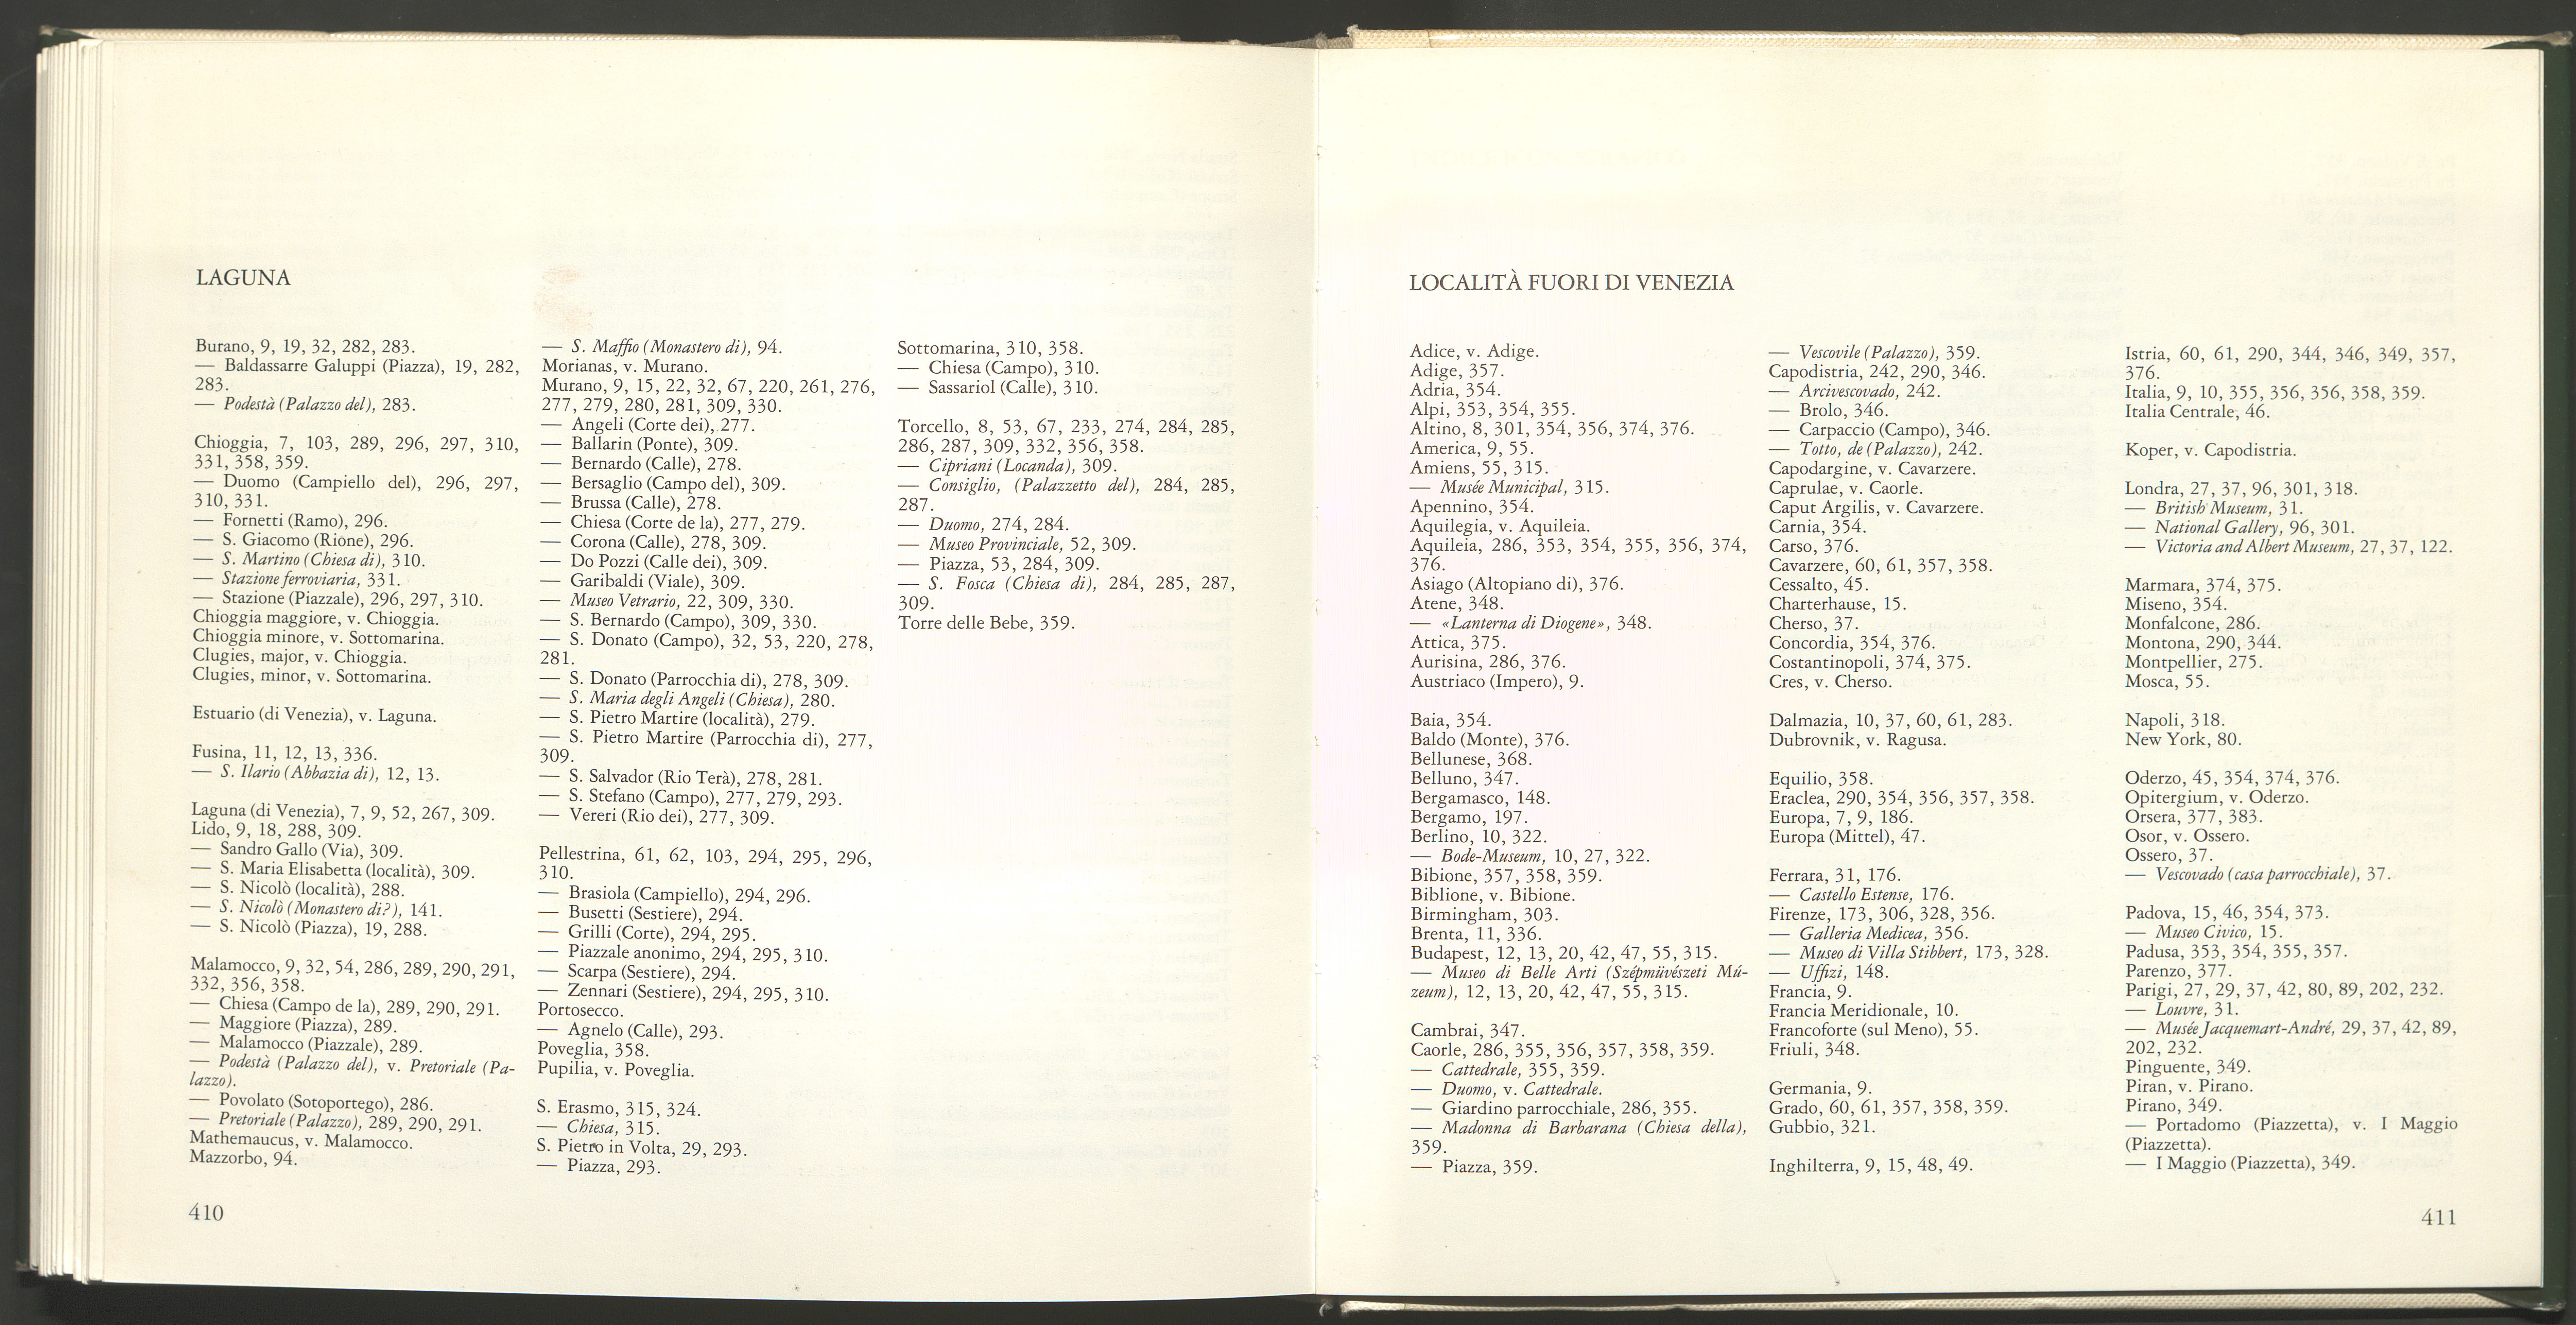 LAGUNA
Burano, 9, 19, 32, 282, 283.
— Baldassarre Galuppi (Piazza), 19, 282,
283.
— Podestà (Palazzo del), 283.
Chioggia, 7, 103, 289, 296, 297, 310,
331, 358, 359.
— Duomo (Campiello del), 296, 297,
310, 331.
— Fornetti (Ramo), 296.
— S. Giacomo (Rione), 296.
— S. Martino (Chiesa di), 310.
— Stazione ferroviaria, 331.
— Stazione (Piazzale), 296, 297, 310.
Chioggia maggiore, v. Chioggia.
Chioggia minore, v. Sottomarina.
Clugies, major, v. Chioggia.
Clugies, minor, v. Sottomarina.
Estuario (di Venezia), v. Laguna.
Fusina, 11, 12, 13, 336.
— S. Ilario (Abbazia di), 12, 13.
Laguna (di Venezia), 7, 9, 52, 267, 309.
Lido, 9, 18, 288, 309.
— Sandro Gallo (Via), 309.
— S. Maria Elisabetta (località), 309.
— S. Nicolò (località), 288.
— S. Nicolò (Monastero di?), 141.
— S. Nicolò (Piazza), 19, 288.
Malamocco, 9, 32, 54, 286, 289, 290, 291,
332, 356, 358.
— Chiesa (Campo de la), 289, 290, 291.
— Maggiore (Piazza), 289.
— Malamocco (Piazzale), 289.
— Podestà (Palazzo del), v. Pretoriale (Pa-
lazzo).
— Povolato (Sotoportego), 286.
— Pretoriale (Palazzo), 289, 290, 291.
Mathemaucus, v. Malamocco.
Mazzorbo, 94.
— S. Maffio (Monastero di), 94.
Morianas, v. Murano.
Murano, 9, 15, 22, 32, 67, 220, 261, 276,
277, 279, 280, 281, 309, 330.
— Angeli (Corte dei), 277.
— Ballarin (Ponte), 309.
— Bernardo (Calle), 278.
— Bersaglio (Campo del), 309.
— Brussa (Calle), 278.
— Chiesa (Corte de la), 277, 279.
— Corona (Calle), 278, 309.
— Do Pozzi (Calle dei), 309.
— Garibaldi (Viale), 309.
— Museo Vetrario, 22, 309, 330.
— S. Bernardo (Campo), 309, 330.
— S. Donato (Campo), 32, 53, 220, 278,
281.
— S. Donato (Parrocchia di), 278, 309.
— S. Maria degli Angeli (Chiesa), 280.
— S. Pietro Martire (località), 279.
— S. Pietro Martire (Parrocchia di), 277,
309.
— S. Salvador (Rio Terà), 278, 281.
— S. Stefano (Campo), 277, 279, 293.
— Vereri (Rio dei), 277, 309.
Pellestrina, 61, 62, 103, 294, 295, 296,
310.
— Brasiola (Campiello), 294, 296.
— Busetti (Sestiere), 294.
— Grilli (Corte), 294, 295.
— Piazzale anonimo, 294, 295, 310.
— Scarpa (Sestiere), 294.
— Zennari (Sestiere), 294, 295, 310.
Portosecco.
— Agnelo (Calle), 293.
Poveglia, 358.
Pupilia, v. Poveglia.
S. Erasmo, 315, 324.
— Chiesa, 315.
S. Pietro in Volta, 29, 293.
— Piazza, 293.
Sottomarina, 310, 358.
— Chiesa (Campo), 310.
— Sassariol (Calle), 310.
Torcello, 8, 53, 67, 233, 274, 284, 285,
286, 287, 309, 332, 356, 358.
— Cipriani (Locanda), 309.
— Consiglio, (Palazzetto del), 284, 285,
287.
— Duomo, 274, 284.
— Museo Provinciale, 52, 309.
— Piazza, 53, 284, 309.
— S. Fosca (Chiesa di), 284, 285, 287,
309.
Torre delle Bebe, 359.
410
LOCALITÀ FUORI DI VENEZIA
Adice, v. Adige.
Adige, 357.
Adria, 354.
Alpi, 353, 354, 355.
Altino, 8, 301, 354, 356, 374, 376.
America, 9, 55.
Amiens, 55, 315.
— Musée Municipal, 315.
Apennino, 354.
Aquilegia, v. Aquileia.
Aquileia, 286, 353, 354, 355, 356, 374,
376.
Asiago (Altopiano di), 376.
Atene, 348.
— «Lanterna di Diogene», 348.
Attica, 375.
Aurisina, 286, 376.
Austriaco (Impero), 9.
Baia, 354.
Baldo (Monte), 376.
Bellunese, 368.
Belluno, 347.
Bergamasco, 148.
Bergamo, 197.
Berlino, 10, 322.
— Bode-Museum, 10, 27, 322.
Bibione, 357, 358, 359.
Biblione, v. Bibione.
Birmingham, 303.
Brenta, 11, 336.
Budapest, 12, 13, 20, 42, 47, 55, 315.
— Museo di Belle Arti (Szépmüvészeti Mú-
zeum), 12, 13, 20, 42, 47, 55, 315.
Cambrai, 347.
Caorle, 286, 355, 356, 357, 358, 359.
— Cattedrale, 355, 359.
— Duomo, v. Cattedrale.
— Giardino parrocchiale, 286, 355.
— Madonna di Barbarana (Chiesa della),
359.
— Piazza, 359.
— Vescovile (Palazzo), 359.
Capodistria, 242, 290, 346.
— Arcivescovado, 242.
— Brolo, 346.
— Carpaccio (Campo), 346.
— Totto, de (Palazzo), 242.
Capodargine, v. Cavarzere.
Caprulae, v. Caorle.
Caput Argilis, v. Cavarzere.
Carnia, 354.
Carso, 376.
Cavarzere, 60, 61, 357, 358.
Cessalto, 45.
Charterhause, 15.
Cherso, 37.
Concordia, 354, 376.
Costantinopoli, 374, 375.
Cres, v. Cherso.
Dalmazia, 10, 37, 60, 61, 283.
Dubrovnik, v. Ragusa.
Equilio, 358.
Eraclea, 290, 354, 356, 357, 358.
Europa, 7, 9, 186.
Europa (Mittel), 47.
Ferrara, 31, 176.
— Castello Estense, 176.
Firenze, 173, 306, 328, 356.
— Galleria Medicea, 356.
— Museo di Villa Stibbert, 173, 328.
— Uffizi, 148.
Francia, 9.
Francia Meridionale, 10.
Francoforte (sul Meno), 55.
Friuli, 348.
Germania, 9.
Grado, 60, 61, 357, 358, 359.
Gubbio, 321.
Inghilterra, 9, 15, 48, 49.
Istria, 60, 61, 290, 344, 346, 349, 357,
376.
Italia, 9, 10, 355, 356, 356, 358, 359.
Italia Centrale, 46.
Koper, v. Capodistria.
Londra, 27, 37, 96, 301, 318.
— British Museum, 31.
— National Gallery, 96, 301.
— Victoria and Albert Museum, 27, 37, 122.
Marmara, 374, 375.
Miseno, 354.
Monfalcone, 286.
Montona, 290, 344.
Montpellier, 275.
Mosca, 55.
Napoli, 318.
New York, 80.
Oderzo, 45, 354, 374, 376.
Opitergium, v. Oderzo.
Orsera, 377, 383.
Osor, v. Ossero.
Ossero, 37.
— Vescovado (casa parrocchiale), 37.
Padova, 15, 46, 354, 373.
— Museo Civico, 15.
Padusa, 353, 354, 355, 357.
Parenzo, 377.
Parigi, 27, 29, 37, 42, 80, 89, 202, 232.
— Louvre, 31.
— Musée Jacquemart-André, 29, 37, 42, 89,
202, 232.
Pinguente, 349.
Piran, v. Pirano.
Pirano, 349.
— Portadomo (Piazzetta), v. I Maggio
(Piazzetta).
— I Maggio (Piazzetta), 349.
411